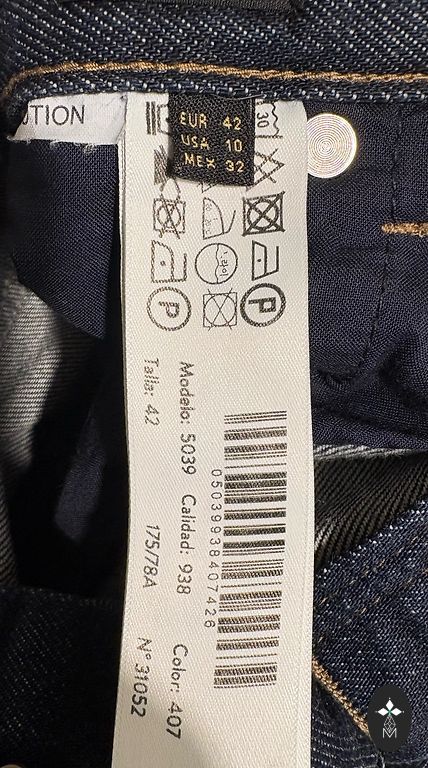 UTION
EUR 42
USA 10
MEX 32
30
P
P
Modelo: 5039 Calidad: 938 Color: 407
Talla: 42 175/78A Nº 31052
05039938407426
M